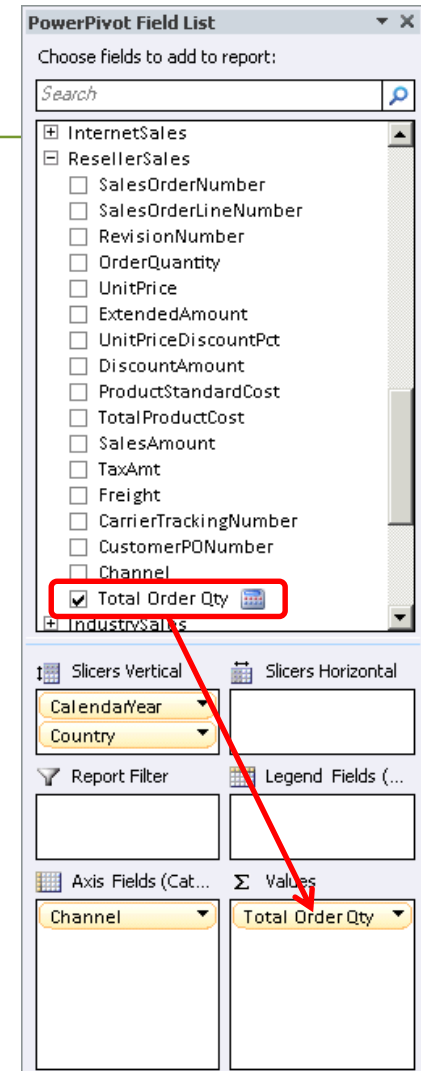 PowerPivot Field List
Choose fields to add to report:
Search
InternetSales
ResellerSales
SalesOrderNumber
SalesOrderLineNumber
RevisionNumber
OrderQuantity
UnitPrice
ExtendedAmount
UnitPriceDiscountPct
DiscountAmount
ProductStandardCost
TotalProductCost
SalesAmount
TaxAmt
Freight
CarrierTrackingNumber
CustomerPONumber
Channel
Total Order Qty
IndustrySales
Slicers Vertical
Slicers Horizontal
CalendarYear
Country
Report Filter
Legend Fields (...
Axis Fields (Cat...
Σ Values
Channel
Total Order Qty